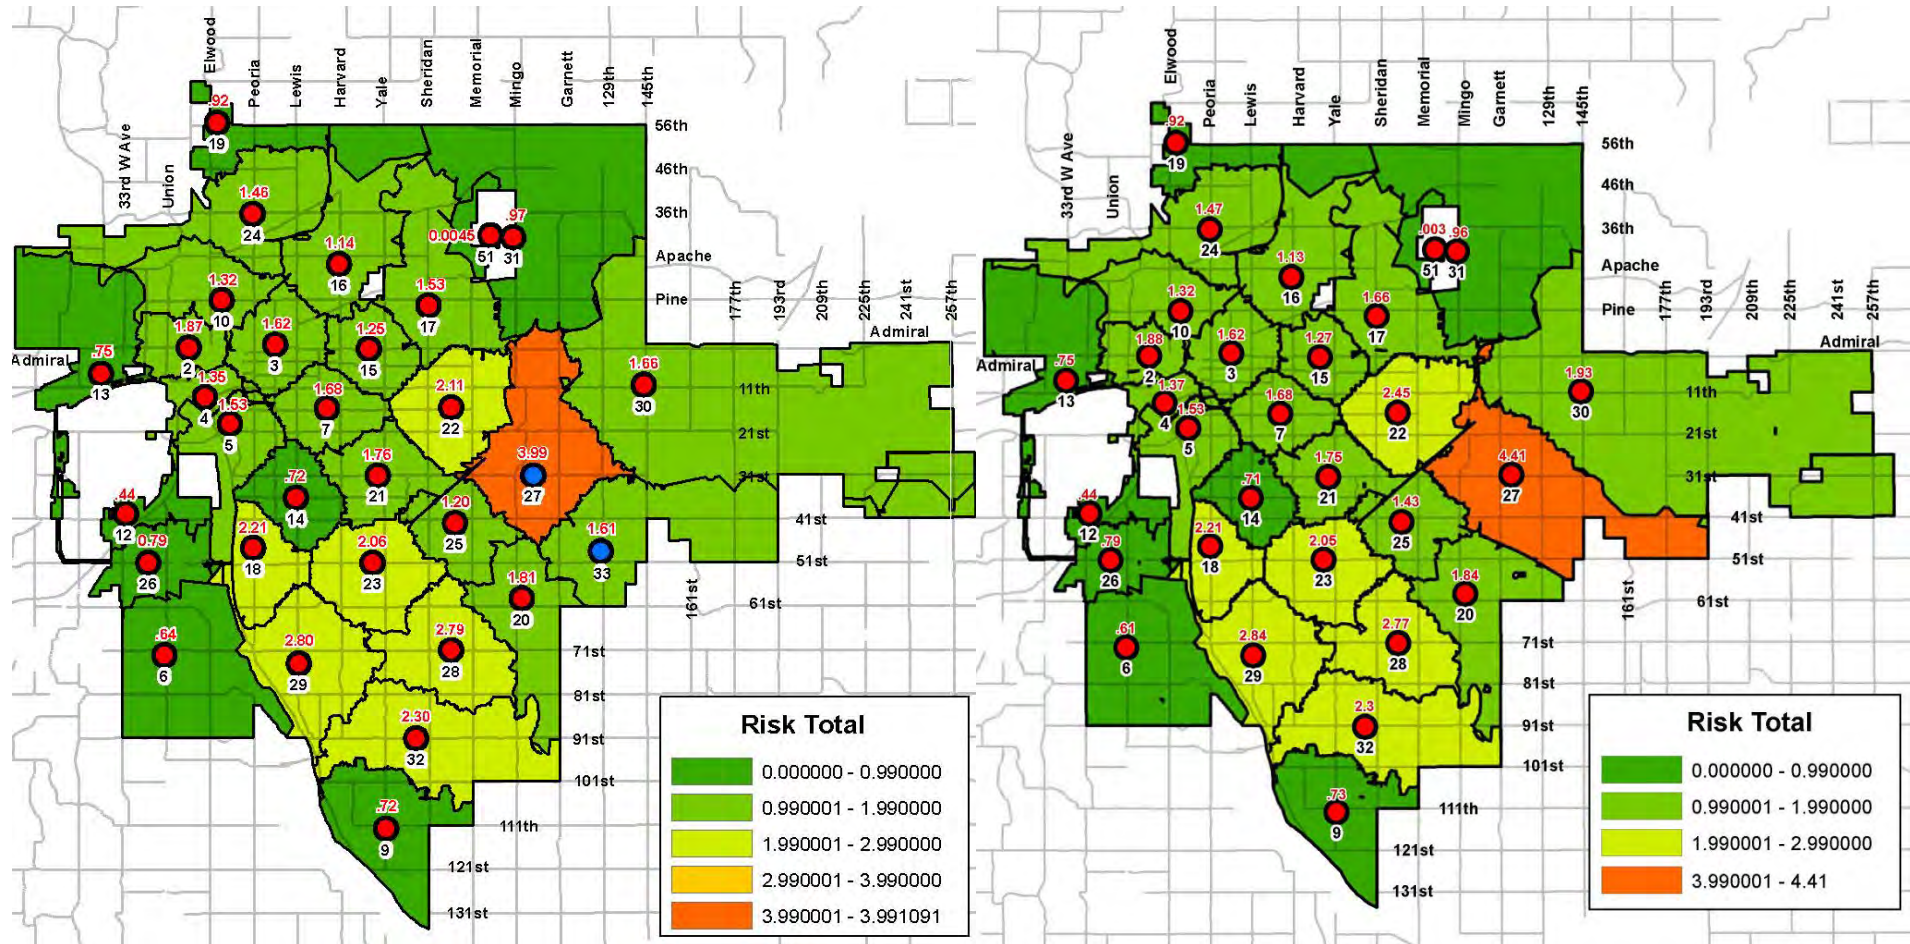 Elwood
Peoria
Lewis
Harvard
Yale
Sheridan
Memorial
Mingo
Garnett
129th
145th
33rd W Ave
Union
56th
46th
36th
Apache
Pine
177th
193rd
209th
225th
241st
257th
Admiral
Admiral
11th
21st
31st
41st
51st
161st
61st
71st
81st
91st
101st
111th
121st
131st
.92
19
1.46
24
1.14
16
0.0045
51
.97
31
1.32
10
1.53
17
1.87
2
1.62
3
1.25
15
.75
13
1.35
4
1.53
5
1.68
7
2.11
22
1.66
30
3.99
27
1.76
21
.72
14
.44
12
0.79
26
2.21
18
2.06
23
1.20
25
1.61
33
1.81
20
.64
6
2.80
29
2.79
28
2.30
32
.72
9
Risk Total
0.000000 - 0.990000
0.990001 - 1.990000
1.990001 - 2.990000
2.990001 - 3.990000
3.990001 - 3.991091
Elwood
Peoria
Lewis
Harvard
Yale
Sheridan
Memorial
Mingo
Garnett
129th
145th
33rd W Ave
Union
56th
46th
36th
Apache
Pine
177th
193rd
209th
225th
241st
257th
Admiral
Admiral
11th
21st
31st
41st
51st
161st
61st
71st
81st
91st
101st
111th
121st
131st
.92
19
1.47
24
1.13
16
.003
51
.96
31
1.32
10
1.66
17
1.88
2
1.62
3
1.27
15
.75
13
1.37
4
1.53
5
1.68
7
2.45
22
1.93
30
4.41
27
1.75
21
.71
14
.44
12
.79
26
2.21
18
2.05
23
1.43
25
1.84
20
.61
6
2.84
29
2.77
28
2.3
32
.73
9
Risk Total
0.000000 - 0.990000
0.990001 - 1.990000
1.990001 - 2.990000
3.990001 - 4.41